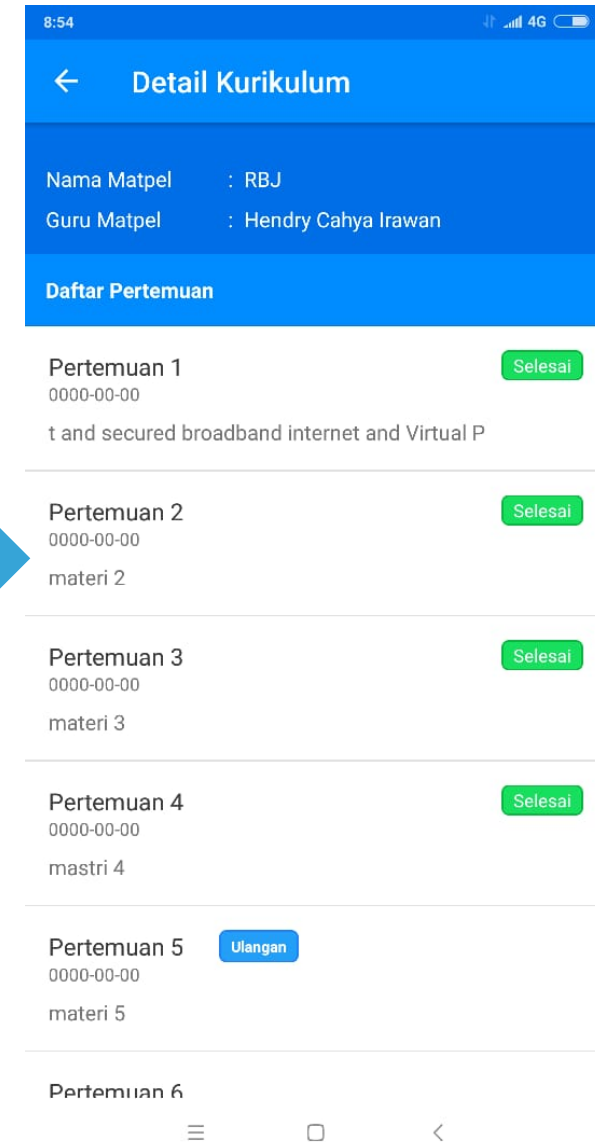 8:54 4G
Detail Kurikulum
Nama Matpel : RBJ
Guru Matpel : Hendry Cahya Irawan
Daftar Pertemuan
Pertemuan 1 Selesai
0000-00-00
t and secured broadband internet and Virtual P
Pertemuan 2 Selesai
0000-00-00
materi 2
Pertemuan 3 Selesai
0000-00-00
materi 3
Pertemuan 4 Selesai
0000-00-00
mastri 4
Pertemuan 5 Ulangan
0000-00-00
materi 5
Pertemuan 6